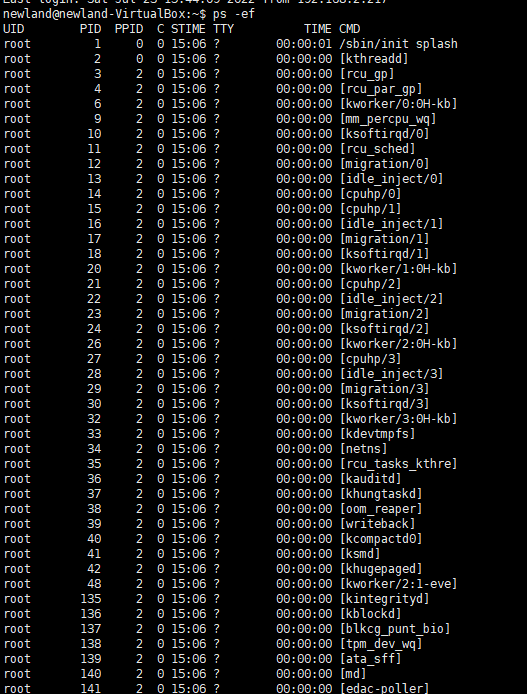 Last login: Sat Jul 23 15:44:09 2022 from 192.168.2.217
newland@newland-VirtualBox:~$ ps -ef
UID PID PPID C STIME TTY TIME CMD
root 1 0 0 15:06 ? 00:00:01 /sbin/init splash
root 2 0 0 15:06 ? 00:00:00 [kthreadd]
root 3 2 0 15:06 ? 00:00:00 [rcu_gp]
root 4 2 0 15:06 ? 00:00:00 [rcu_par_gp]
root 6 2 0 15:06 ? 00:00:00 [kworker/0:0H-kb]
root 9 2 0 15:06 ? 00:00:00 [mm_percpu_wq]
root 10 2 0 15:06 ? 00:00:00 [ksoftirqd/0]
root 11 2 0 15:06 ? 00:00:00 [rcu_sched]
root 12 2 0 15:06 ? 00:00:00 [migration/0]
root 13 2 0 15:06 ? 00:00:00 [idle_inject/0]
root 14 2 0 15:06 ? 00:00:00 [cpuhp/0]
root 15 2 0 15:06 ? 00:00:00 [cpuhp/1]
root 16 2 0 15:06 ? 00:00:00 [idle_inject/1]
root 17 2 0 15:06 ? 00:00:00 [migration/1]
root 18 2 0 15:06 ? 00:00:00 [ksoftirqd/1]
root 20 2 0 15:06 ? 00:00:00 [kworker/1:0H-kb]
root 21 2 0 15:06 ? 00:00:00 [cpuhp/2]
root 22 2 0 15:06 ? 00:00:00 [idle_inject/2]
root 23 2 0 15:06 ? 00:00:00 [migration/2]
root 24 2 0 15:06 ? 00:00:00 [ksoftirqd/2]
root 26 2 0 15:06 ? 00:00:00 [kworker/2:0H-kb]
root 27 2 0 15:06 ? 00:00:00 [cpuhp/3]
root 28 2 0 15:06 ? 00:00:00 [idle_inject/3]
root 29 2 0 15:06 ? 00:00:00 [migration/3]
root 30 2 0 15:06 ? 00:00:00 [ksoftirqd/3]
root 32 2 0 15:06 ? 00:00:00 [kworker/3:0H-kb]
root 33 2 0 15:06 ? 00:00:00 [kdevtmpfs]
root 34 2 0 15:06 ? 00:00:00 [netns]
root 35 2 0 15:06 ? 00:00:00 [rcu_tasks_kthre]
root 36 2 0 15:06 ? 00:00:00 [kauditd]
root 37 2 0 15:06 ? 00:00:00 [khungtaskd]
root 38 2 0 15:06 ? 00:00:00 [oom_reaper]
root 39 2 0 15:06 ? 00:00:00 [writeback]
root 40 2 0 15:06 ? 00:00:00 [kcompactd0]
root 41 2 0 15:06 ? 00:00:00 [ksmd]
root 42 2 0 15:06 ? 00:00:00 [khugepaged]
root 48 2 0 15:06 ? 00:00:00 [kworker/2:1-eve]
root 135 2 0 15:06 ? 00:00:00 [kintegrityd]
root 136 2 0 15:06 ? 00:00:00 [kblockd]
root 137 2 0 15:06 ? 00:00:00 [blkcg_punt_bio]
root 138 2 0 15:06 ? 00:00:00 [tpm_dev_wq]
root 139 2 0 15:06 ? 00:00:00 [ata_sff]
root 140 2 0 15:06 ? 00:00:00 [md]
root 141 2 0 15:06 ? 00:00:00 [edac-poller]